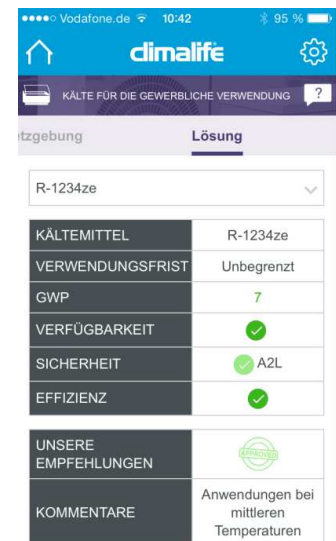 Vodafone.de 10:42 95 %
climalife
KÄLTE FÜR DIE GEWERBLICHE VERWENDUNG ?
tzgebung Lösung
R-1234ze
KÄLTEMITTEL R-1234ze
VERWENDUNGSFRIST Unbegrenzt
GWP 7
VERFÜGBARKEIT
SICHERHEIT A2L
EFFIZIENZ
UNSERE
EMPFEHLUNGEN
APPROVED
KOMMENTARE
Anwendungen bei
mittleren
Temperaturen